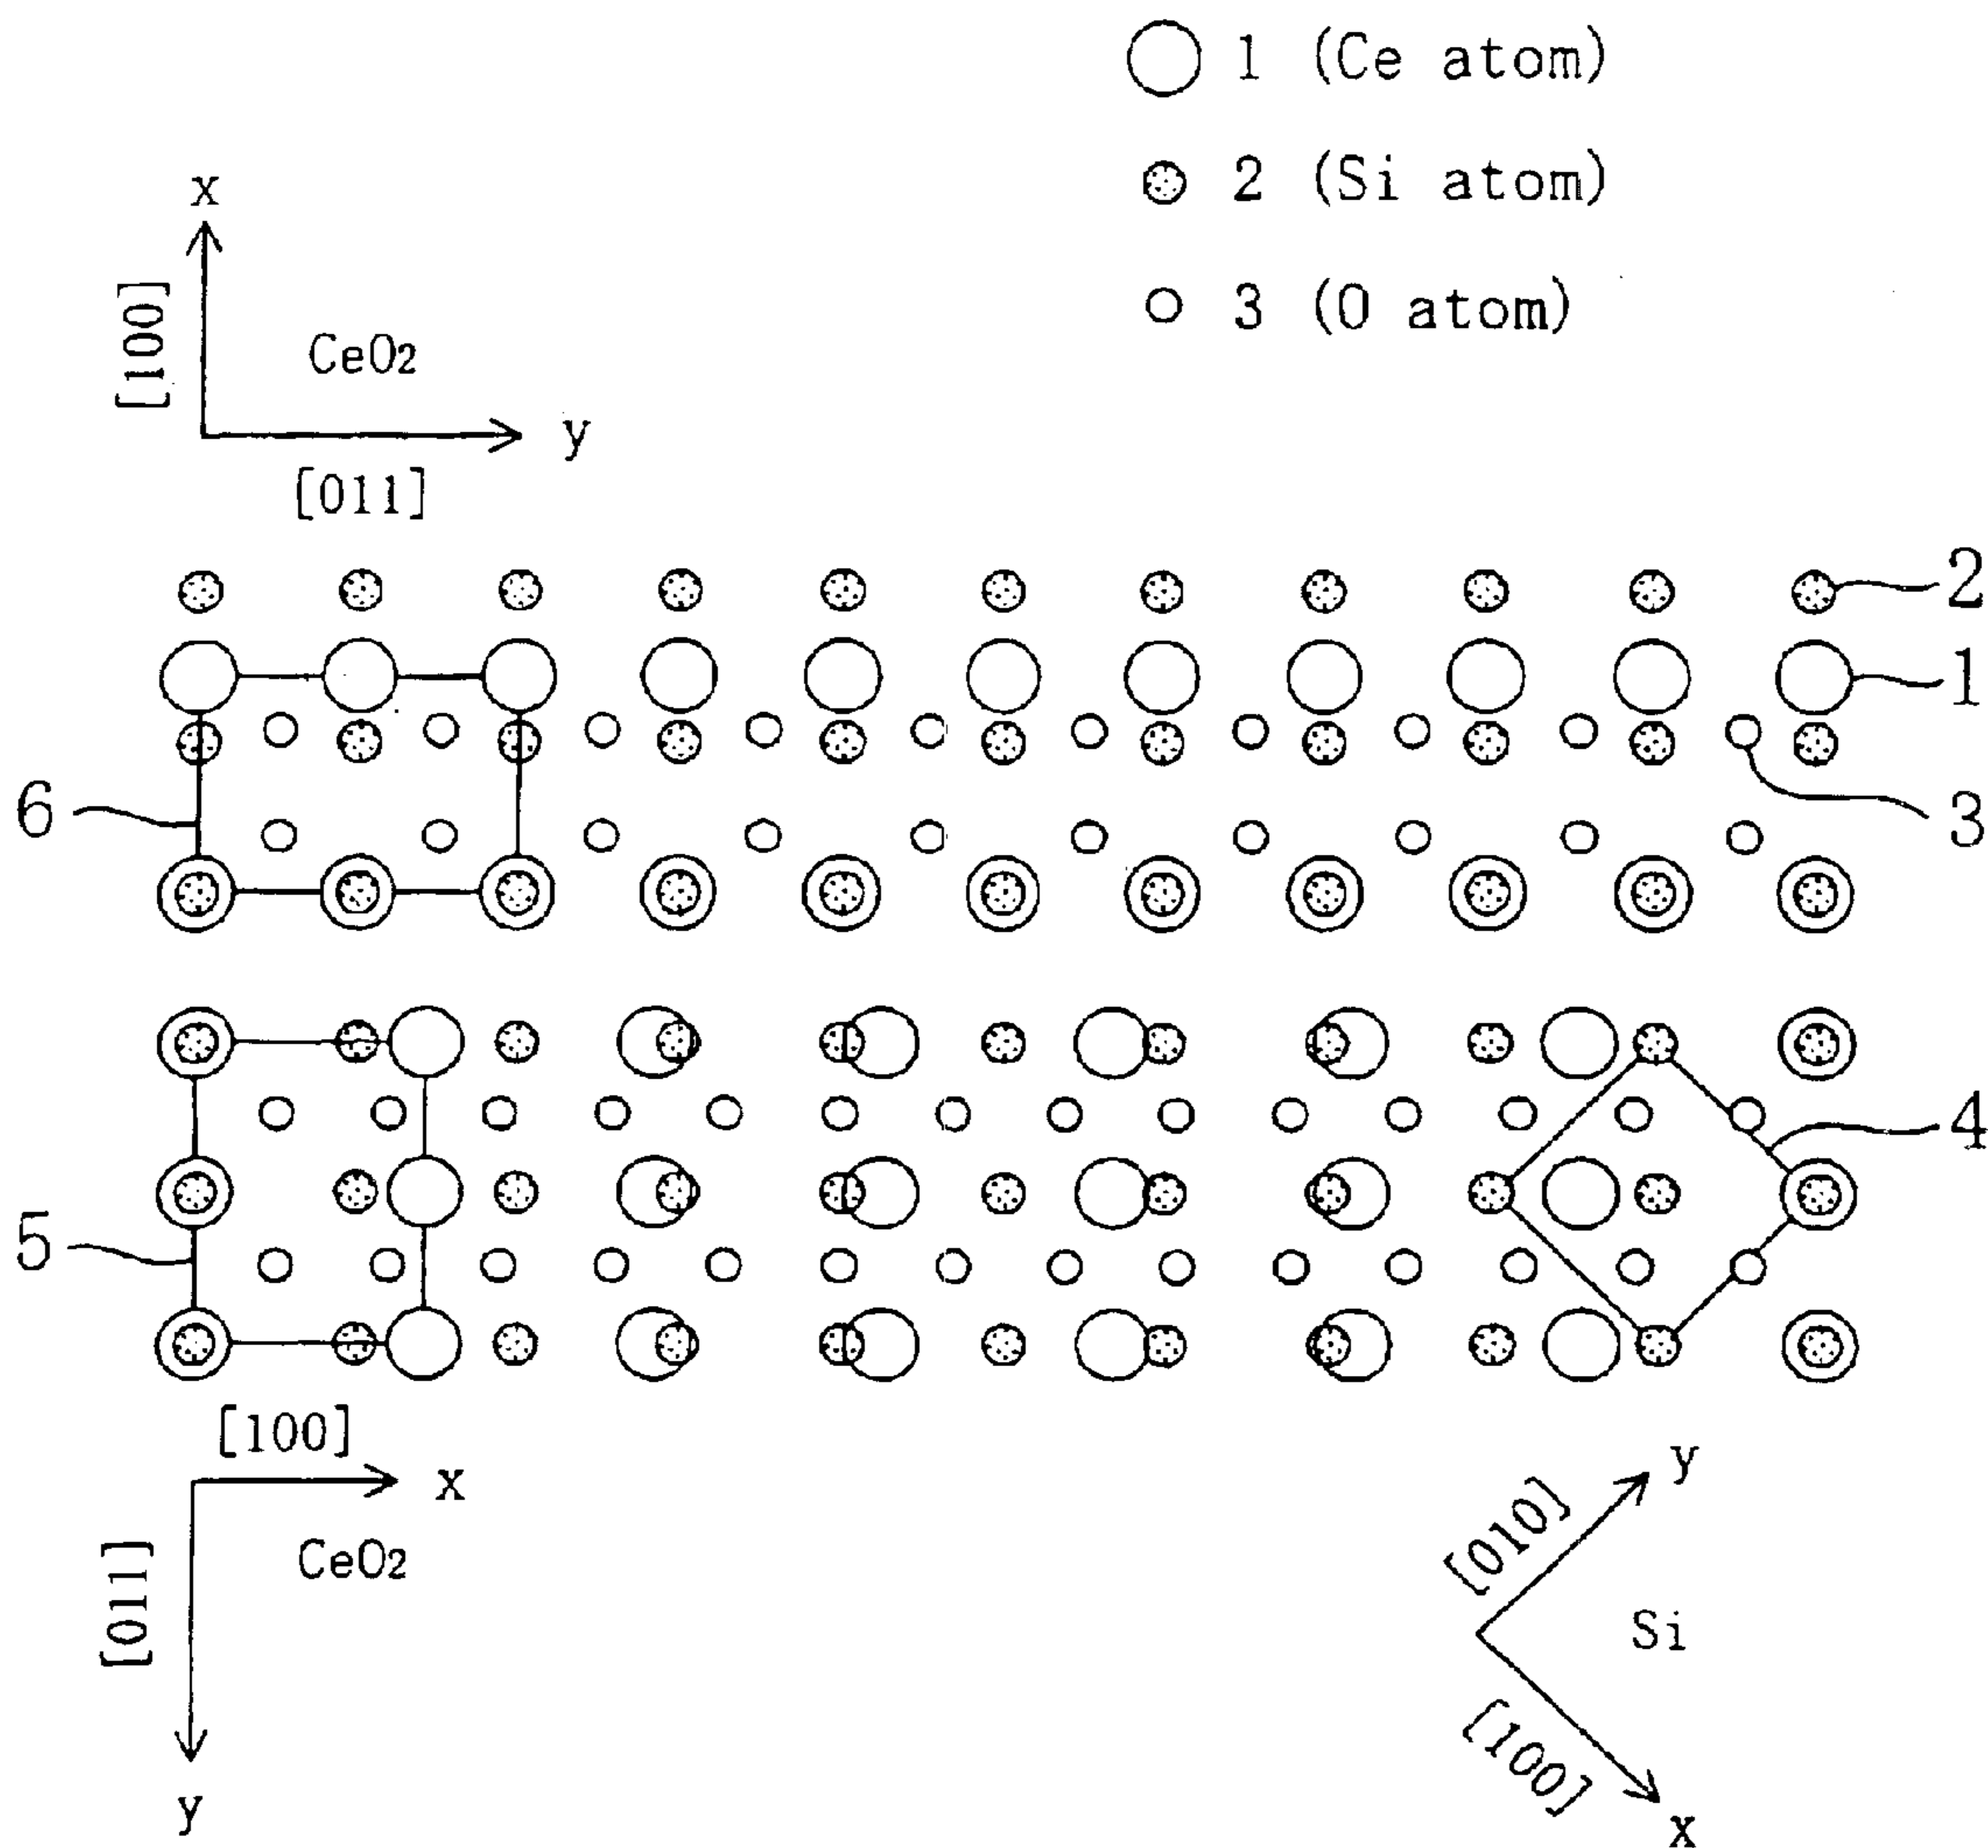 1 (Ce atom)
2 (Si atom)
3 (O atom)
x
[100]
CeO2
y
[011]
2
1
6
3
4
5
[100]
x
[011]
CeO2
y
y
[010]
Si
[100]
x